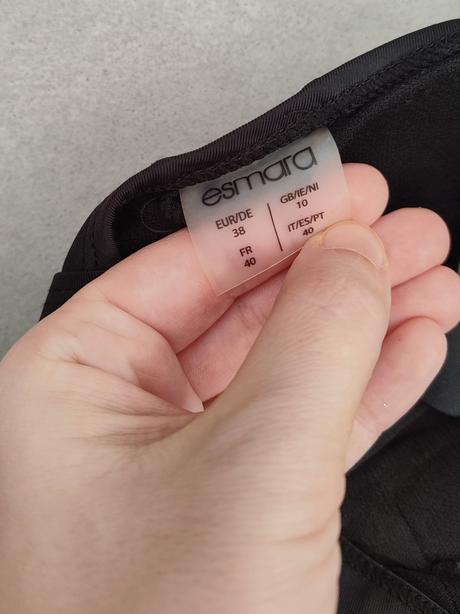 esmara
EUR/DE
38
GB/IE/NI
10
FR
40
IT/ES/PT
40